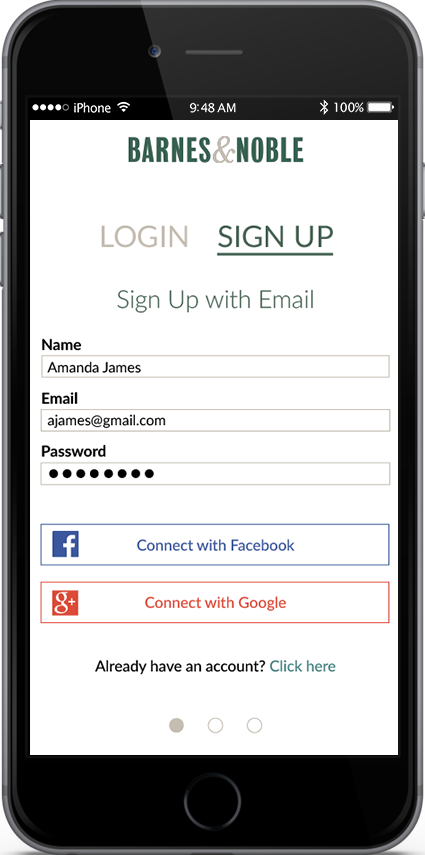 iPhone 9:48 AM 100%
BARNES&NOBLE
LOGIN SIGN UP
Sign Up with Email
Name
Amanda James
Email
ajames@gmail.com
Password
Connect with Facebook
g+ Connect with Google
Already have an account? Click here